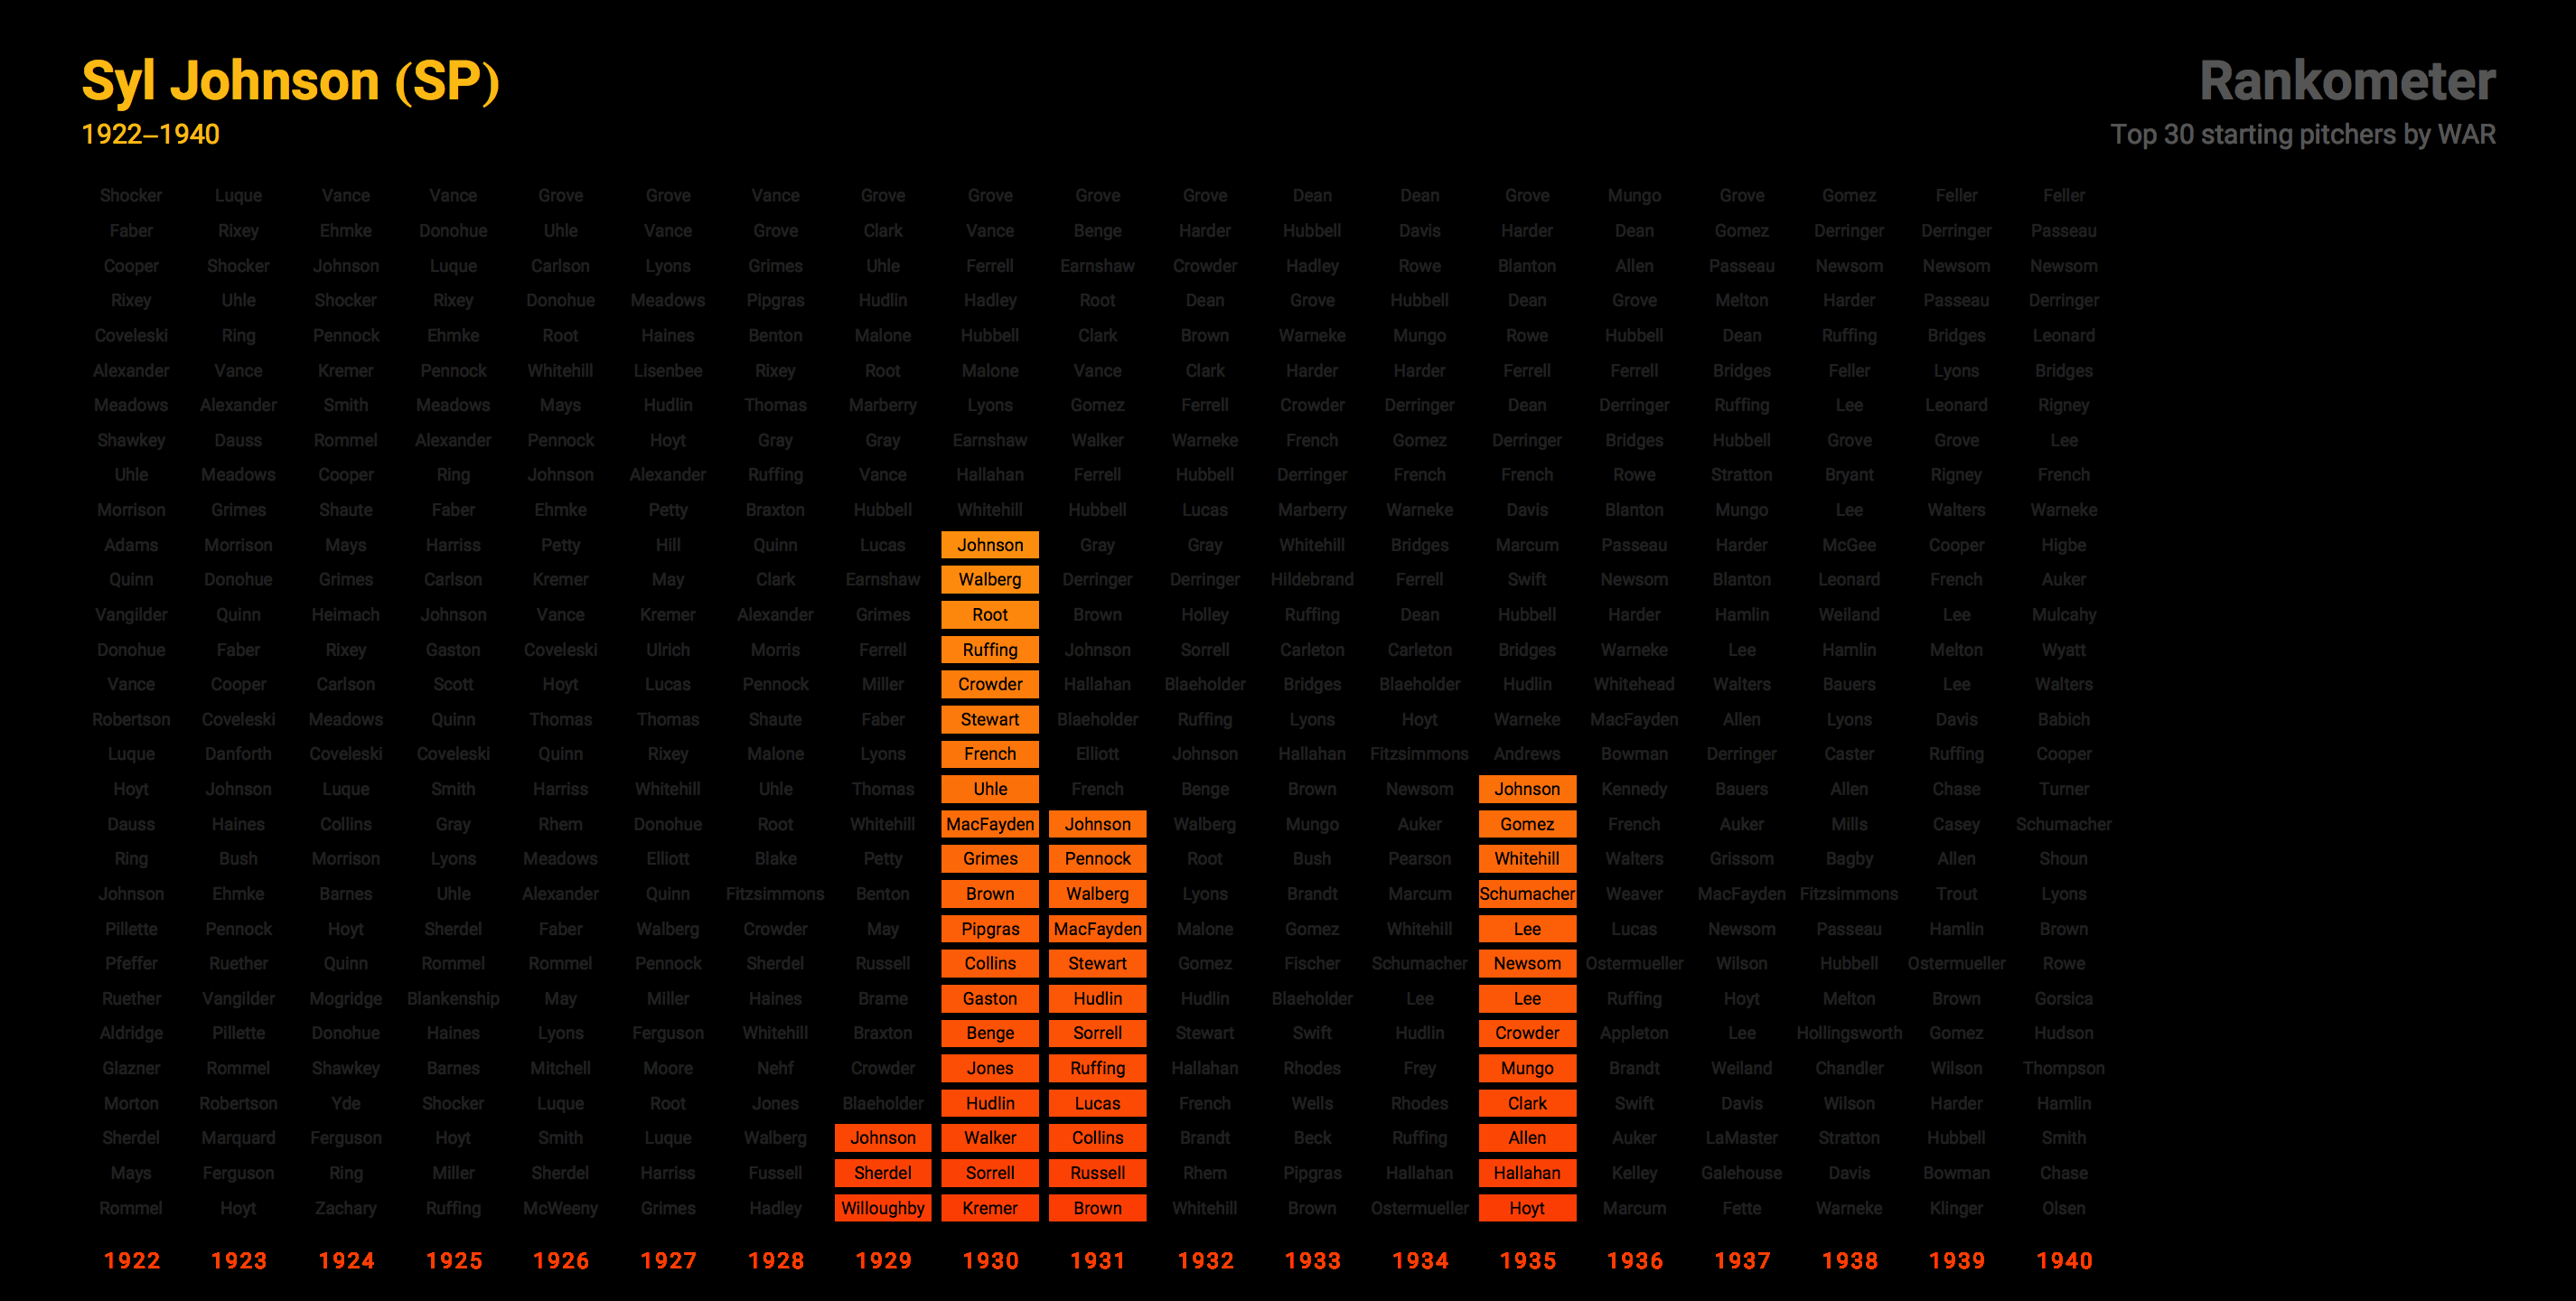 Syl Johnson (SP)
Rankometer
1922–1940
Top 30 starting pitchers by WAR
Shocker Luque Vance Vance Grove Grove Vance Grove Grove Grove Grove Dean Dean Grove Mungo Grove Gomez Feller Feller
Faber Rixey Ehmke Donohue Uhle Vance Grove Clark Vance Benge Harder Hubbell Davis Harder Dean Gomez Derringer Derringer Passeau
Cooper Shocker Johnson Luque Carlson Lyons Grimes Uhle Ferrell Earnshaw Crowder Hadley Rowe Blanton Allen Passeau Newsom Newsom Newsom
Rixey Uhle Shocker Rixey Donohue Meadows Pipgras Hudlin Hadley Root Dean Grove Hubbell Dean Grove Melton Harder Passeau Derringer
Coveleski Ring Pennock Ehmke Root Haines Benton Malone Hubbell Clark Brown Warneke Mungo Rowe Hubbell Dean Ruffing Bridges Leonard
Alexander Vance Kremer Pennock Whitehill Lisenbee Rixey Root Malone Vance Clark Harder Harder Ferrell Ferrell Bridges Feller Lyons Bridges
Meadows Alexander Smith Meadows Mays Hudlin Thomas Marberry Lyons Gomez Ferrell Crowder Derringer Dean Derringer Ruffing Lee Leonard Rigney
Shawkey Dauss Rommel Alexander Pennock Hoyt Gray Gray Earnshaw Walker Warneke French Gomez Derringer Bridges Hubbell Grove Grove Lee
Uhle Meadows Cooper Ring Johnson Alexander Ruffing Vance Hallahan Ferrell Hubbell Derringer French French Rowe Stratton Bryant Rigney French
Morrison Grimes Shaute Faber Ehmke Petty Braxton Hubbell Whitehill Hubbell Lucas Marberry Warneke Davis Blanton Mungo Lee Walters Warneke
Adams Morrison Mays Harriss Petty Hill Quinn Lucas Johnson Gray Gray Whitehill Bridges Marcum Passeau Harder McGee Cooper Higbe
Quinn Donohue Grimes Carlson Kremer May Clark Earnshaw Walberg Derringer Derringer Hildebrand Ferrell Swift Newsom Blanton Leonard French Auker
Vangilder Quinn Heimach Johnson Vance Kremer Alexander Grimes Root Brown Holley Ruffing Dean Hubbell Harder Hamlin Weiland Lee Mulcahy
Donohue Faber Rixey Gaston Coveleski Ulrich Morris Ferrell Ruffing Johnson Sorrell Carleton Carleton Bridges Warneke Lee Hamlin Melton Wyatt
Vance Cooper Carlson Scott Hoyt Lucas Pennock Miller Crowder Hallahan Blaeholder Bridges Blaeholder Hudlin Whitehead Walters Bauers Lee Walters
Robertson Coveleski Meadows Quinn Thomas Thomas Shaute Faber Stewart Blaeholder Ruffing Lyons Hoyt Warneke MacFayden Allen Lyons Davis Babich
Luque Danforth Coveleski Coveleski Quinn Rixey Malone Lyons French Elliott Johnson Hallahan Fitzsimmons Andrews Bowman Derringer Caster Ruffing Cooper
Hoyt Johnson Luque Smith Harriss Whitehill Uhle Thomas Uhle French Benge Brown Newsom Johnson Kennedy Bauers Allen Chase Turner
Dauss Haines Collins Gray Rhem Donohue Root Whitehill MacFayden Johnson Walberg Mungo Auker Gomez French Auker Mills Casey Schumacher
Ring Bush Morrison Lyons Meadows Elliott Blake Petty Grimes Pennock Root Bush Pearson Whitehill Walters Grissom Bagby Allen Shoun
Johnson Ehmke Barnes Uhle Alexander Quinn Fitzsimmons Benton Brown Walberg Lyons Brandt Marcum Schumacher Weaver MacFayden Fitzsimmons Trout Lyons
Pillette Pennock Hoyt Sherdel Faber Walberg Crowder May Pipgras MacFayden Malone Gomez Whitehill Lee Lucas Newsom Passeau Hamlin Brown
Pfeffer Ruether Quinn Rommel Rommel Pennock Sherdel Russell Collins Stewart Gomez Fischer Schumacher Newsom Ostermueller Wilson Hubbell Ostermueller Rowe
Ruether Vangilder Mogridge Blankenship May Miller Haines Brame Gaston Hudlin Hudlin Blaeholder Lee Lee Ruffing Hoyt Melton Brown Gorsica
Aldridge Pillette Donohue Haines Lyons Ferguson Whitehill Braxton Benge Sorrell Stewart Swift Hudlin Crowder Appleton Lee Hollingsworth Gomez Hudson
Glazner Rommel Shawkey Barnes Mitchell Moore Nehf Crowder Jones Ruffing Hallahan Rhodes Frey Mungo Brandt Weiland Chandler Wilson Thompson
Morton Robertson Yde Shocker Luque Root Jones Blaeholder Hudlin Lucas French Wells Rhodes Clark Swift Davis Wilson Harder Hamlin
Sherdel Marquard Ferguson Hoyt Smith Luque Walberg Johnson Walker Collins Brandt Beck Ruffing Allen Auker LaMaster Stratton Hubbell Smith
Mays Ferguson Ring Miller Sherdel Harriss Fussell Sherdel Sorrell Russell Rhem Pipgras Hallahan Hallahan Kelley Galehouse Davis Bowman Chase
Rommel Hoyt Zachary Ruffing McWeeny Grimes Hadley Willoughby Kremer Brown Whitehill Brown Ostermueller Hoyt Marcum Fette Warneke Klinger Olsen
1922 1923 1924 1925 1926 1927 1928 1929 1930 1931 1932 1933 1934 1935 1936 1937 1938 1939 1940